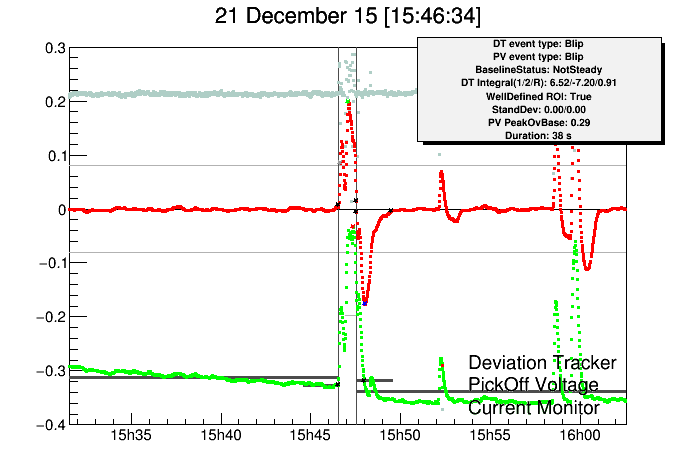 21 December 15 [15:46:34]
DT event type: Blip
PV event type: Blip
BaselineStatus: NotSteady
DT Integral(1/2/R): 6.52/-7.20/0.91
WellDefined ROI: True
StandDev: 0.00/0.00
PV PeakOvBase: 0.29
Duration: 38 s
0.3
0.2
0.1
0
−0.1
−0.2
−0.3
−0.4
Deviation Tracker
PickOff Voltage
Current Monitor
15h35
15h40
15h45
15h50
15h55
16h00